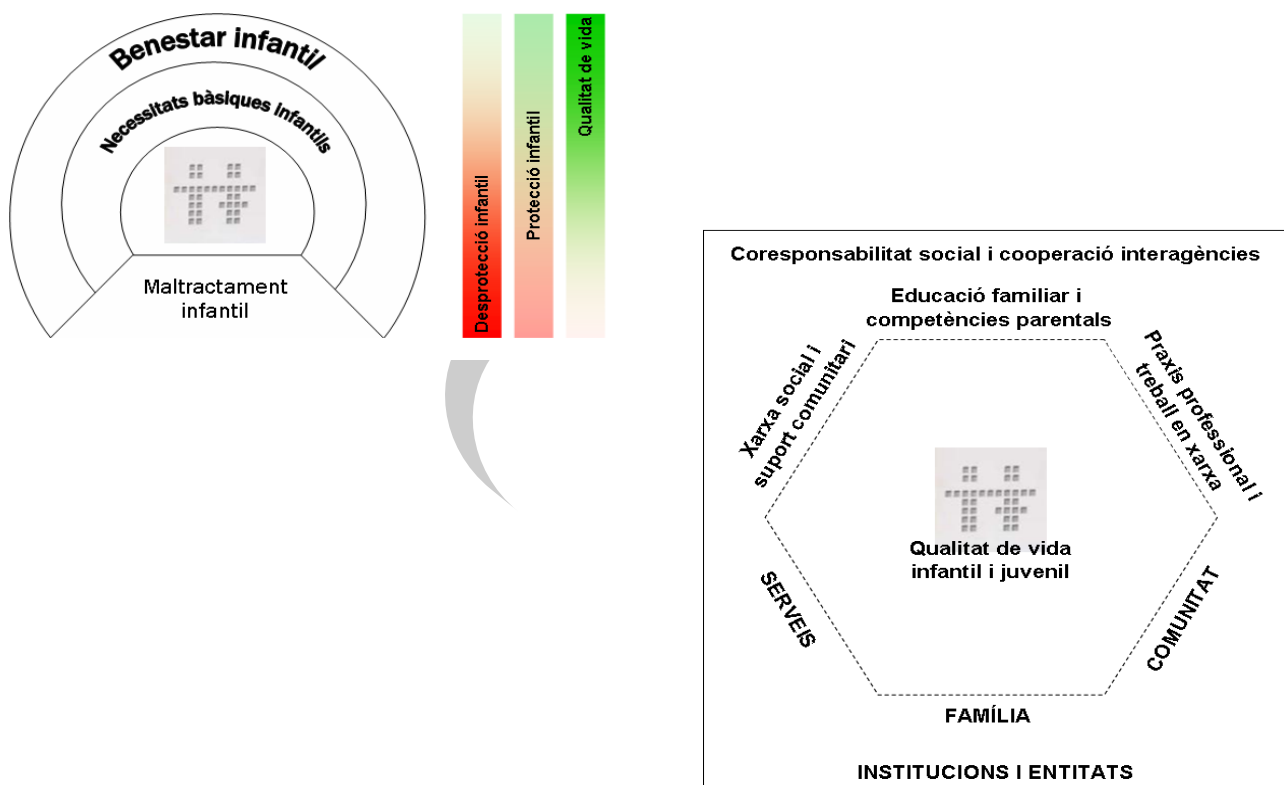 Benestar infantil
Necessitats bàsiques infantils
Maltractament
infantil
Desprotecció infantil
Protecció infantil
Qualitat de vida
Coresponsabilitat social i cooperació interagències
Educació familiar i
competències parentals
Xarxa social i
suport comunitari
Praxis professional i
treball en xarxa
Qualitat de vida
infantil i juvenil
SERVEIS
COMUNITAT
FAMÍLIA
INSTITUCIONS I ENTITATS